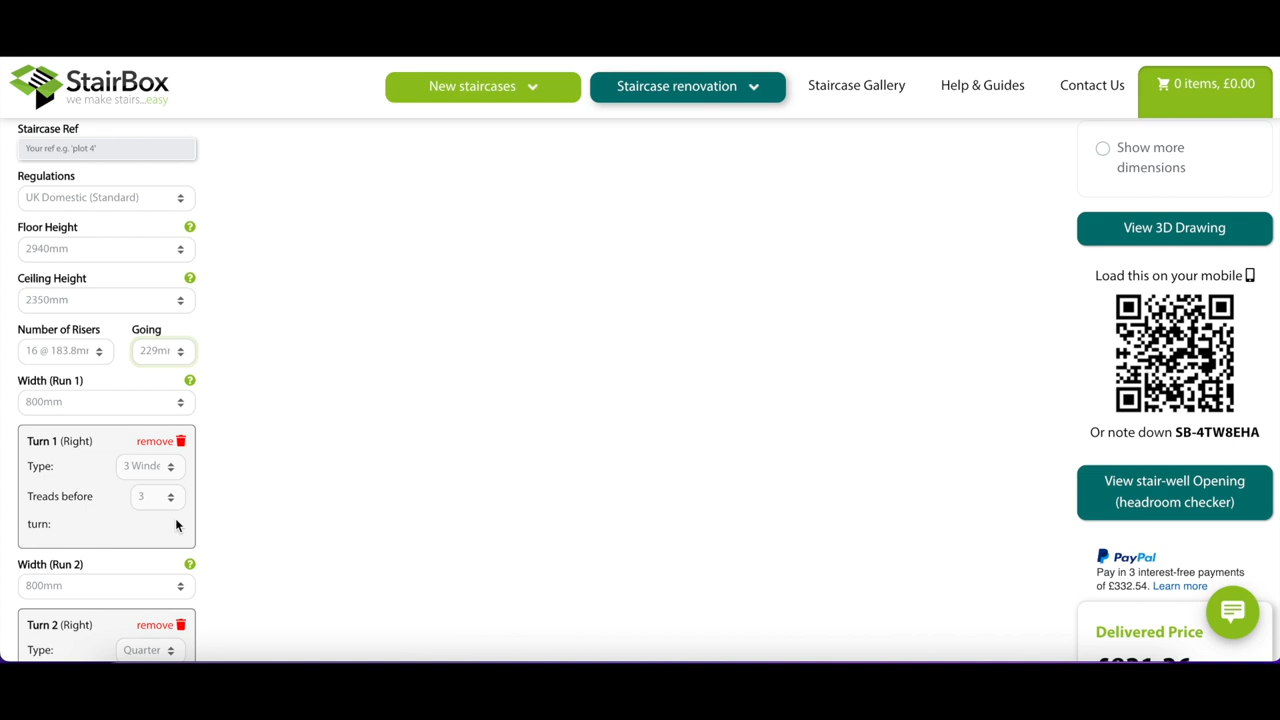 StairBox
we make stairs...easy
New staircases
Staircase renovation
Staircase Gallery
Help & Guides
Contact Us
0 items, £0.00
Staircase Ref
Your ref e.g. 'plot 4'
Regulations
UK Domestic (Standard)
Floor Height
?
2940mm
Ceiling Height
?
2350mm
Number of Risers
Going
16 @ 183.8mr
229mr
Width (Run 1)
?
800mm
Turn 1 (Right)
remove
Type:
3 Winde
Treads before
turn:
3
Width (Run 2)
?
800mm
Turn 2 (Right)
remove
Type:
Quarter
Show more
dimensions
View 3D Drawing
Load this on your mobile
Or note down SB-4TW8EHA
View stair-well Opening
(headroom checker)
PayPal
Pay in 3 interest-free payments
of £332.54. Learn more
Delivered Price